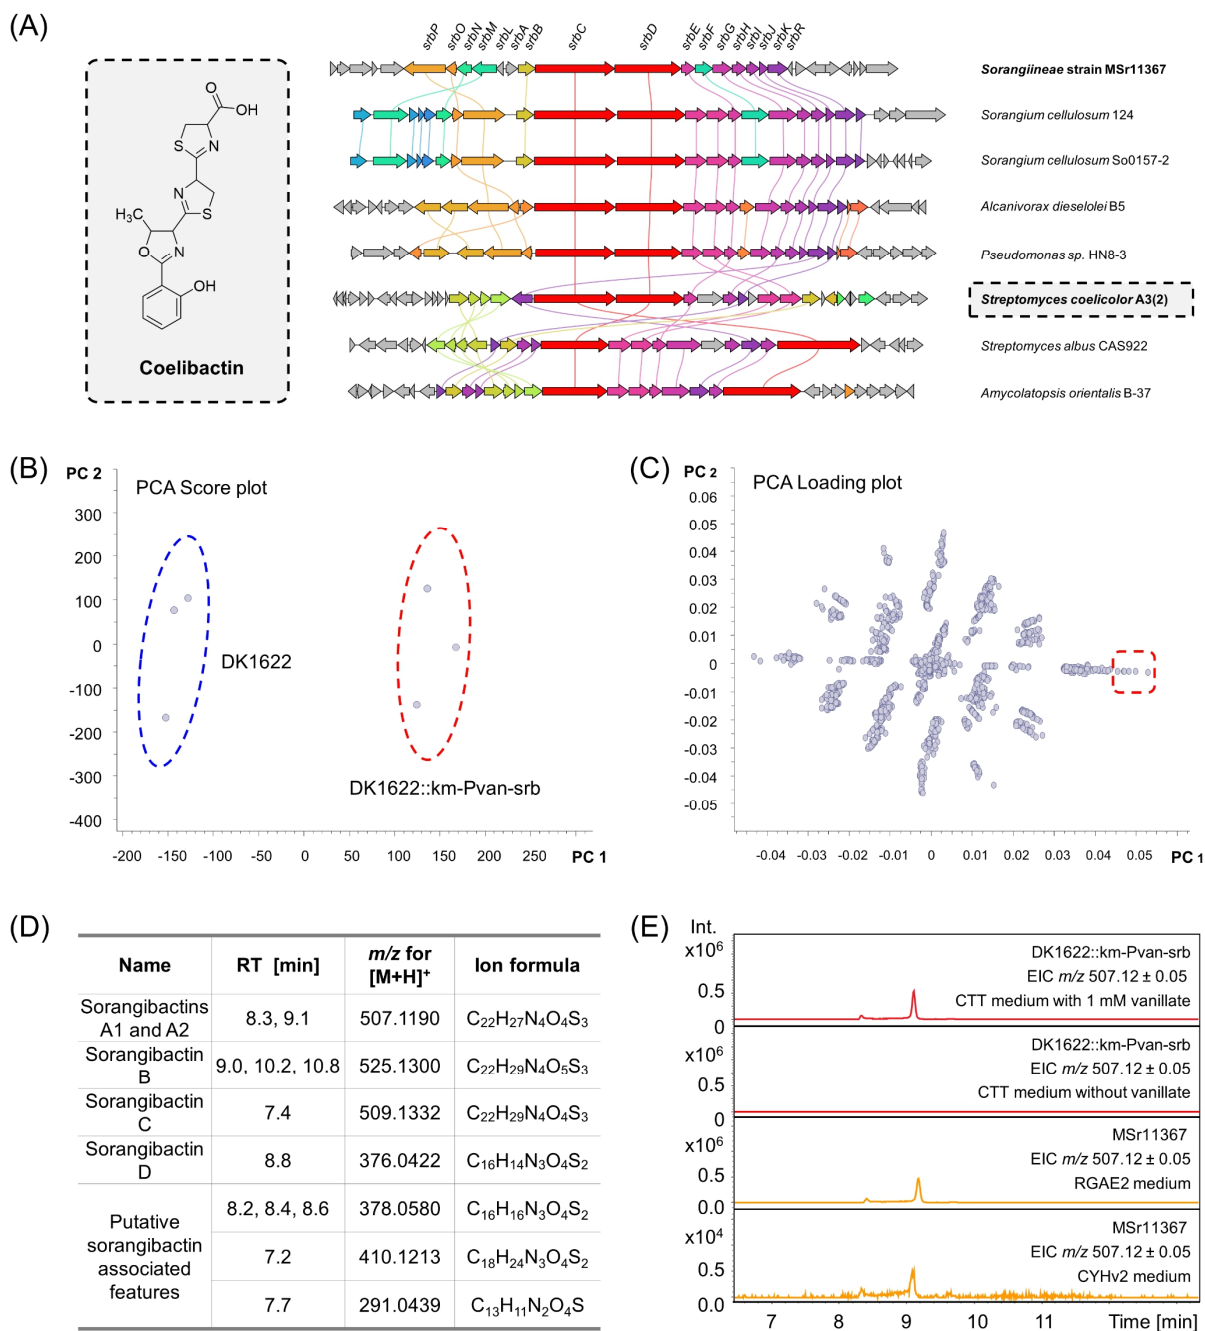 (A)
srbP
srbO
srbN
srbM
srbL
srbA
srbB
srbC
srbD
srbE
srbF
srbG
srbH
srbI
srbJ
srbK
srbR
O
OH
S
N
N
S
H₃C
O
N
OH
Coelibactin
Sorangiineae strain MSr11367
Sorangium cellulosum 124
Sorangium cellulosum So0157-2
Alcanivorax dieselolei B5
Pseudomonas sp. HN8-3
Streptomyces coelicolor A3(2)
Streptomyces albus CAS922
Amycolatopsis orientalis B-37
(B)
PC 2
PCA Score plot
300
200
100
0
-100
-200
-300
-400
DK1622
DK1622::km-Pvan-srb
-200 -150 -100 -50 0 50 100 150 200 250 PC 1
(C)
PC 2
PCA Loading plot
0.06
0.05
0.04
0.03
0.02
0.01
0
-0.01
-0.02
-0.03
-0.04
-0.05
-0.04 -0.02 -0.01 -0.01 0 0.01 0.02 0.03 0.04 0.05 PC 1
(D)
Name RT [min] m/z for [M+H]⁺ Ion formula
Sorangibactins A1 and A2 8.3, 9.1 507.1190 C₂₂H₂₇N₄O₄S₃
Sorangibactin B 9.0, 10.2, 10.8 525.1300 C₂₂H₂₉N₄O₅S₃
Sorangibactin C 7.4 509.1332 C₂₂H₂₉N₄O₄S₃
Sorangibactin D 8.8 376.0422 C₁₆H₁₄N₃O₄S₂
Putative sorangibactin associated features
8.2, 8.4, 8.6 378.0580 C₁₆H₁₆N₃O₄S₂
7.2 410.1213 C₁₈H₂₄N₃O₄S₂
7.7 291.0439 C₁₃H₁₁N₂O₄S
(E)
Int.
x10⁶
0.5
0
DK1622::km-Pvan-srb
EIC m/z 507.12 ± 0.05
CTT medium with 1 mM vanillate
x10⁶
0.5
0
DK1622::km-Pvan-srb
EIC m/z 507.12 ± 0.05
CTT medium without vanillate
x10⁶
0.5
0.0
MSr11367
EIC m/z 507.12 ± 0.05
RGAE2 medium
x10⁴
0.5
0.0
MSr11367
EIC m/z 507.12 ± 0.05
CYHv2 medium
7 8 9 10 11 Time [min]